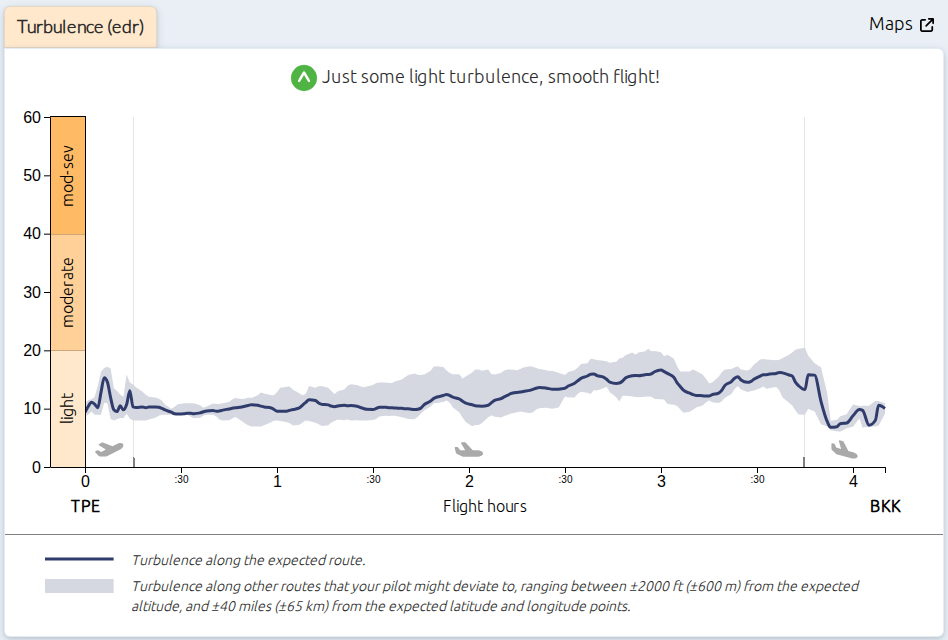 Turbulence (edr)
Maps
Just some light turbulence, smooth flight!
60
50
40
30
20
10
0
mod-sev
moderate
light
0 :30 1 :30 2 :30 3 :30 4
TPE Flight hours BKK
Turbulence along the expected route.
Turbulence along other routes that your pilot might deviate to, ranging between ±2000 ft (±600 m) from the expected
altitude, and ±40 miles (±65 km) from the expected latitude and longitude points.